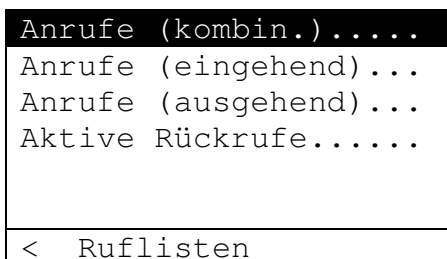 Anrufe (kombin.).....
Anrufe (eingehend)...
Anrufe (ausgehend)...
Aktive Rückrufe......
< Ruflisten